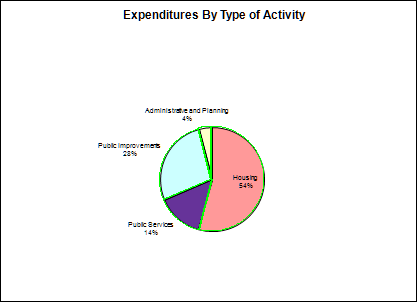 Expenditures By Type of Activity
Administrative and Planning
4%
Public Improvements
28%
Housing
54%
Public Services
14%